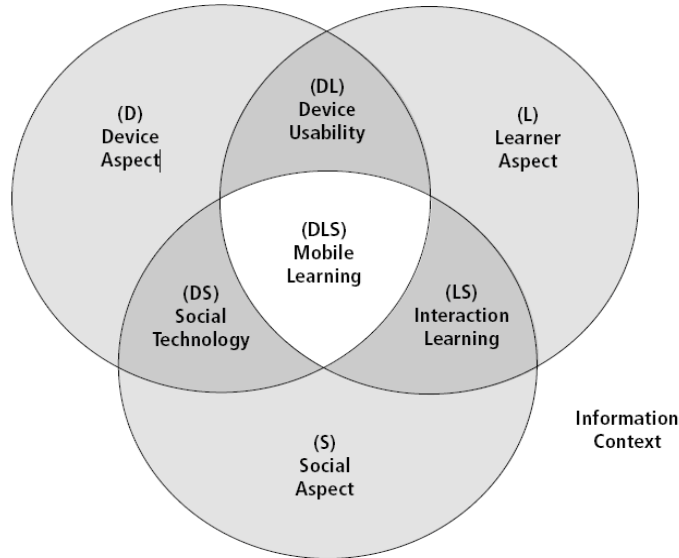 (DL)
Device
Usability
(D)
Device
Aspect
(L)
Learner
Aspect
(DLS)
Mobile
Learning
(DS)
Social
Technology
(LS)
Interaction
Learning
Information
Context
(S)
Social
Aspect